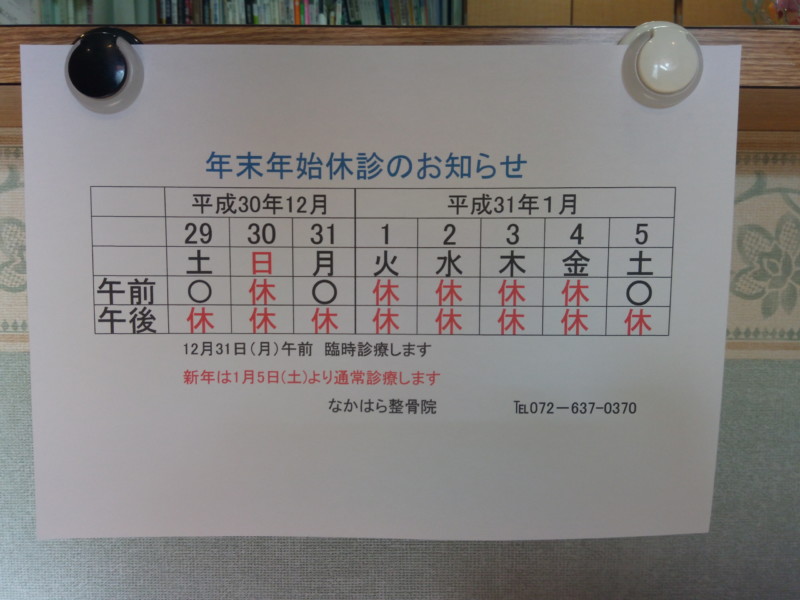 年末年始休診のお知らせ
平成30年12月 平成31年1月
29 30 31 1 2 3 4 5
土 日 月 火 水 木 金 土
午前 〇 休 〇 休 休 休 休 〇
午後 休 休 休 休 休 休 休 休
12月31日(月)午前 臨時診療します
新年は1月5日(土)より通常診療します
なかはら整骨院 ℡072－637-0370